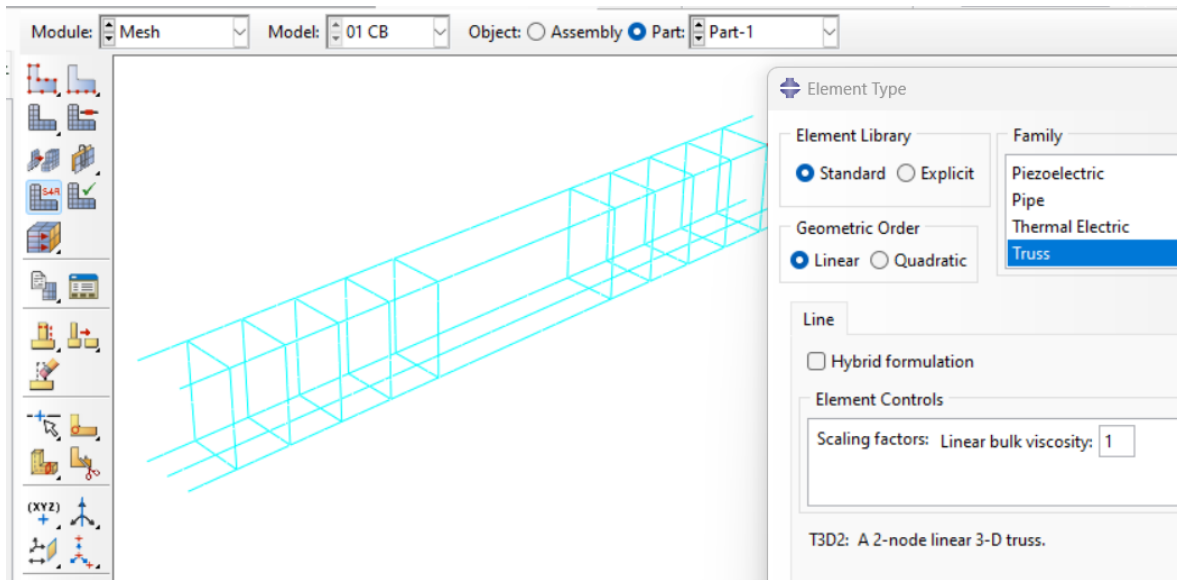 Module: Mesh Model: 01 CB Object: Assembly Part: Part-1
Element Type
Element Library
Standard Explicit
Family
Piezoelectric
Pipe
Thermal Electric
Truss
Geometric Order
Linear Quadratic
Line
Hybrid formulation
Element Controls
Scaling factors: Linear bulk viscosity: 1
T3D2: A 2-node linear 3-D truss.
S4R
(XYZ)